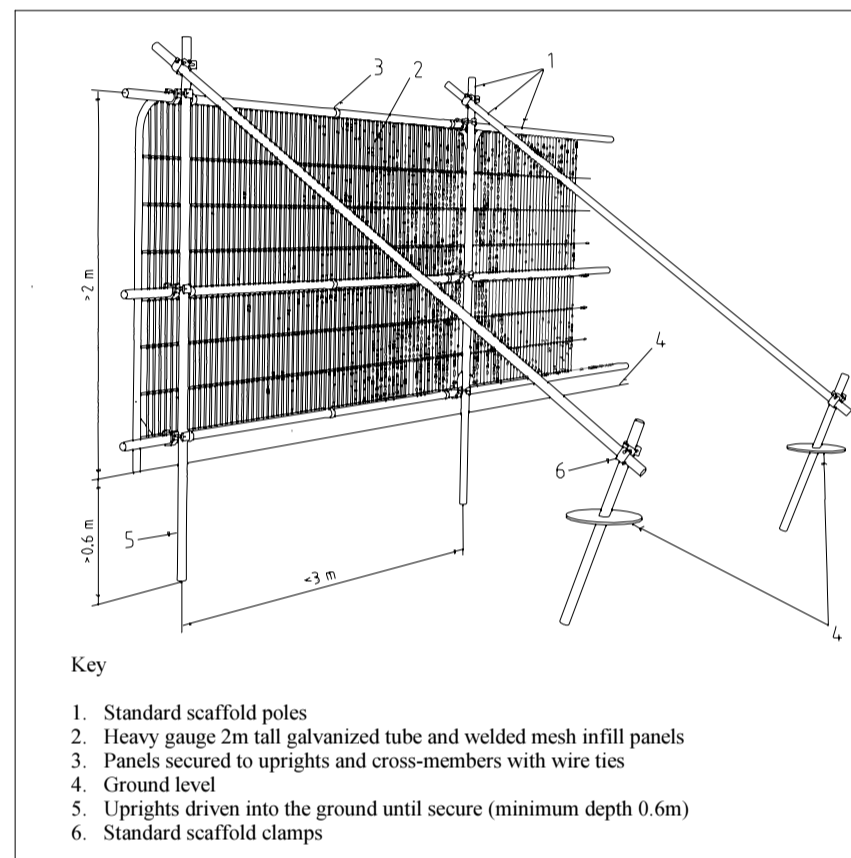 1
3 2
>2 m
4
6
5
>0.6 m
<3 m
4
Key
1. Standard scaffold poles
2. Heavy gauge 2m tall galvanized tube and welded mesh infill panels
3. Panels secured to uprights and cross-members with wire ties
4. Ground level
5. Uprights driven into the ground until secure (minimum depth 0.6m)
6. Standard scaffold clamps